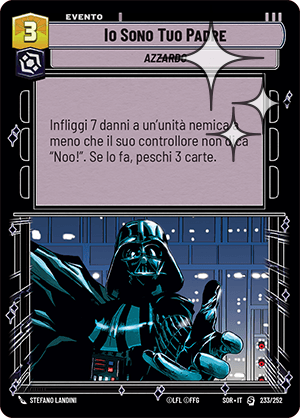 EVENTO
3
Io Sono Tuo Padre
AZZARDO
Infliggi 7 danni a un'unità nemica a
meno che il suo controllore non dica
“Noo!”. Se lo fa, peschi 3 carte.
STEFANO LANDINI ©LFL ©FFG SOR•IT 233/252